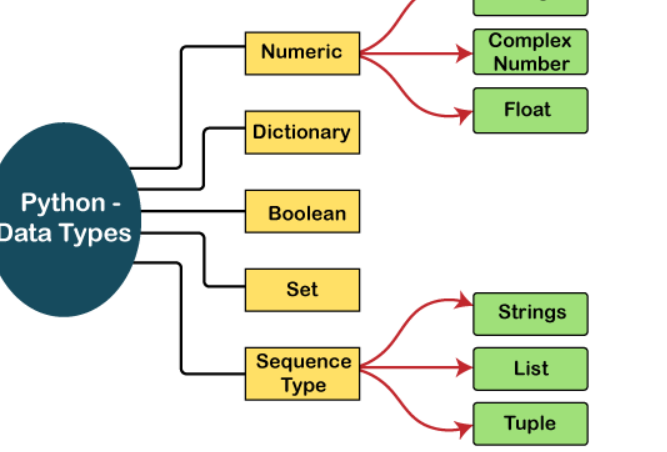 Complex
Number
Numeric
Float
Dictionary
Python -
Data Types
Boolean
Set
Strings
Sequence
Type
List
Tuple